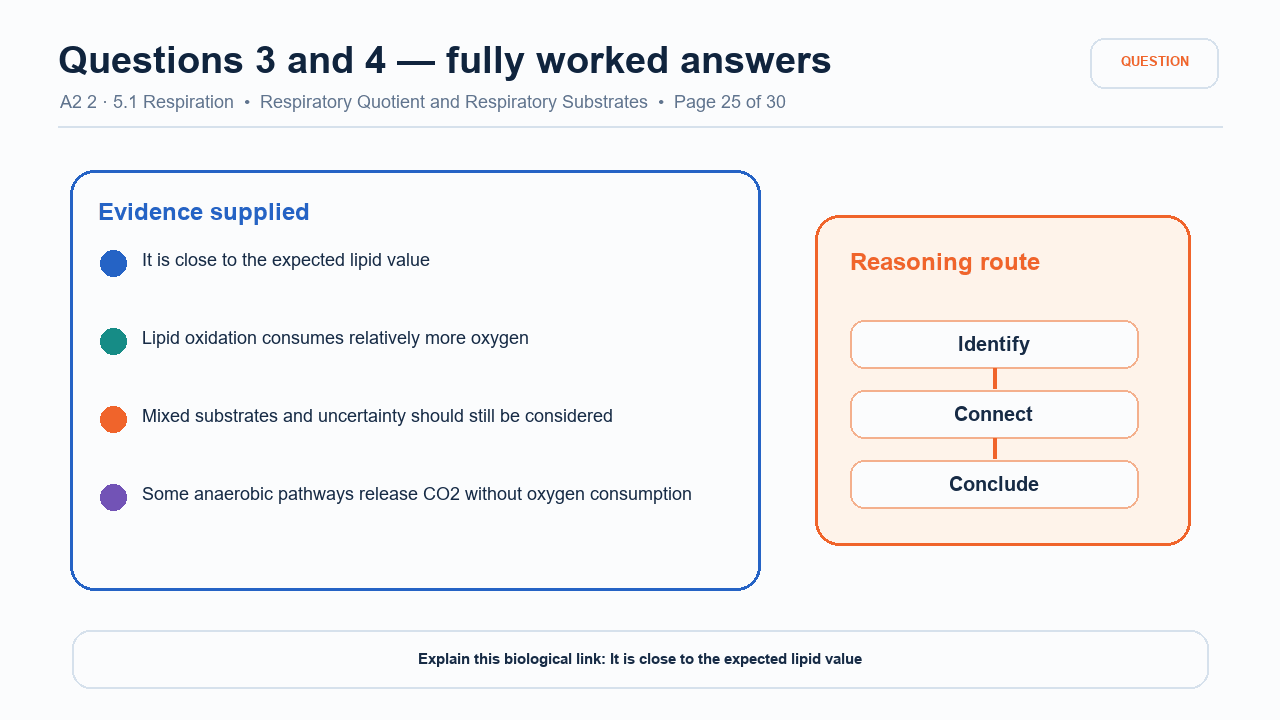 Questions 3 and 4 — fully worked answers
QUESTION
A2 2 · 5.1 Respiration • Respiratory Quotient and Respiratory Substrates • Page 25 of 30
Evidence supplied
It is close to the expected lipid value
Lipid oxidation consumes relatively more oxygen
Mixed substrates and uncertainty should still be considered
Some anaerobic pathways release CO2 without oxygen consumption
Reasoning route
Identify
Connect
Conclude
Explain this biological link: It is close to the expected lipid value